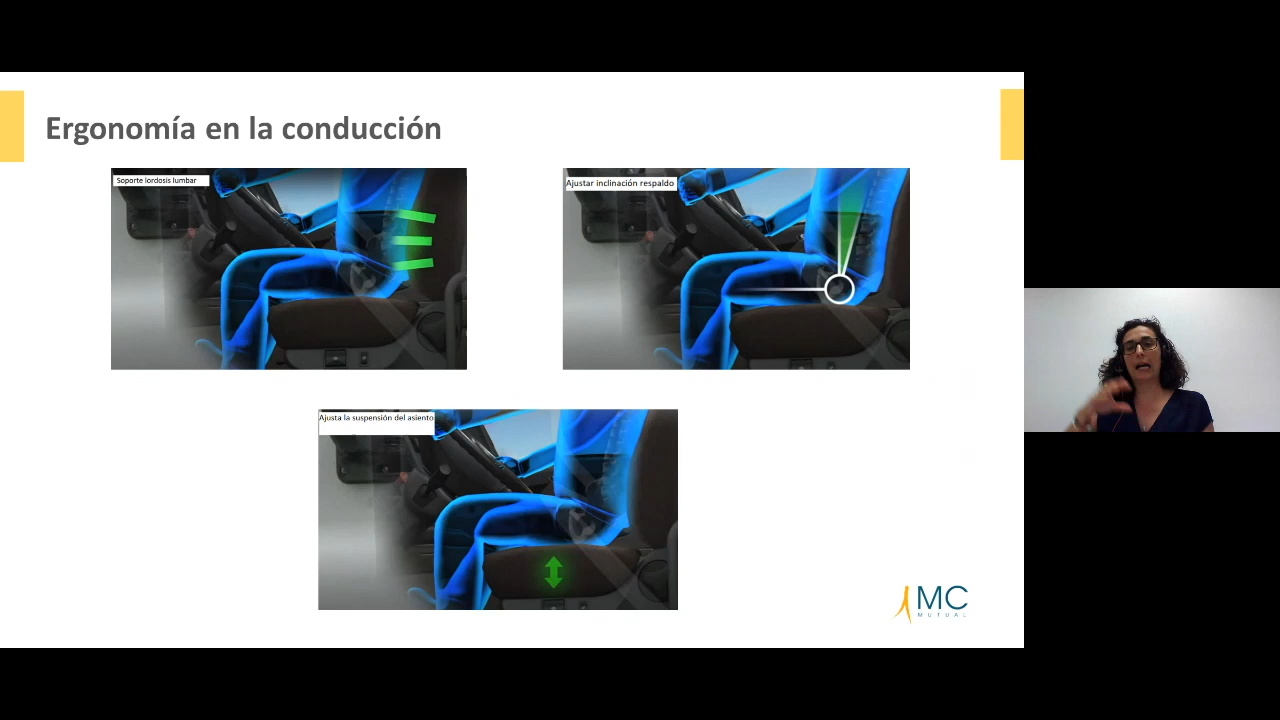 Ergonomía en la conducción
Soporte lordosis lumbar
Ajustar inclinación respaldo
Ajusta la suspensión del asiento
MC
MUTUAL